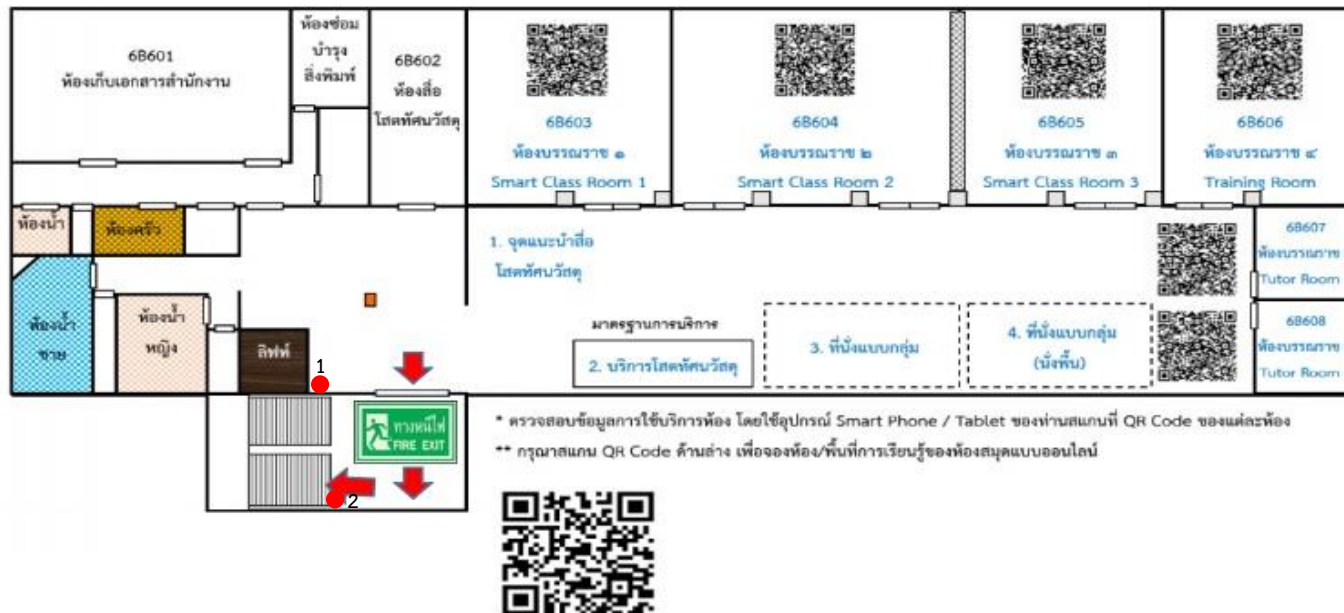 6B601
ห้องเก็บเอกสารสำนักงาน
ห้องซ่อม
บำรุง
สิ่งพิมพ์
6B602
ห้องสื่อ
โสตทัศนวัสดุ
6B603
ห้องบรรณราช ๑
Smart Class Room 1
6B604
ห้องบรรณราช ๒
Smart Class Room 2
6B605
ห้องบรรณราช ๓
Smart Class Room 3
6B606
ห้องบรรณราช ๔
Training Room
ห้องน้ำ
ห้องครัว
1. จุดแนะนำสื่อ
โสตทัศนวัสดุ
6B607
ห้องบรรณราช
Tutor Room
ห้องน้ำ
ชาย
ห้องน้ำ
หญิง
ลิฟท์
1
มาตรฐานการบริการ
2. บริการโสตทัศนวัสดุ
3. ที่นั่งแบบกลุ่ม
4. ที่นั่งแบบกลุ่ม
(นั่งพื้น)
6B608
ห้องบรรณราช
Tutor Room
ทางหนีไฟ
FIRE EXIT
2
* ตรวจสอบข้อมูลการใช้บริการห้อง โดยใช้อุปกรณ์ Smart Phone / Tablet ของท่านสแกนที่ QR Code ของแต่ละห้อง
** กรุณาสแกน QR Code ด้านล่าง เพื่อจองห้อง/พื้นที่การเรียนรู้ของห้องสมุดแบบออนไลน์